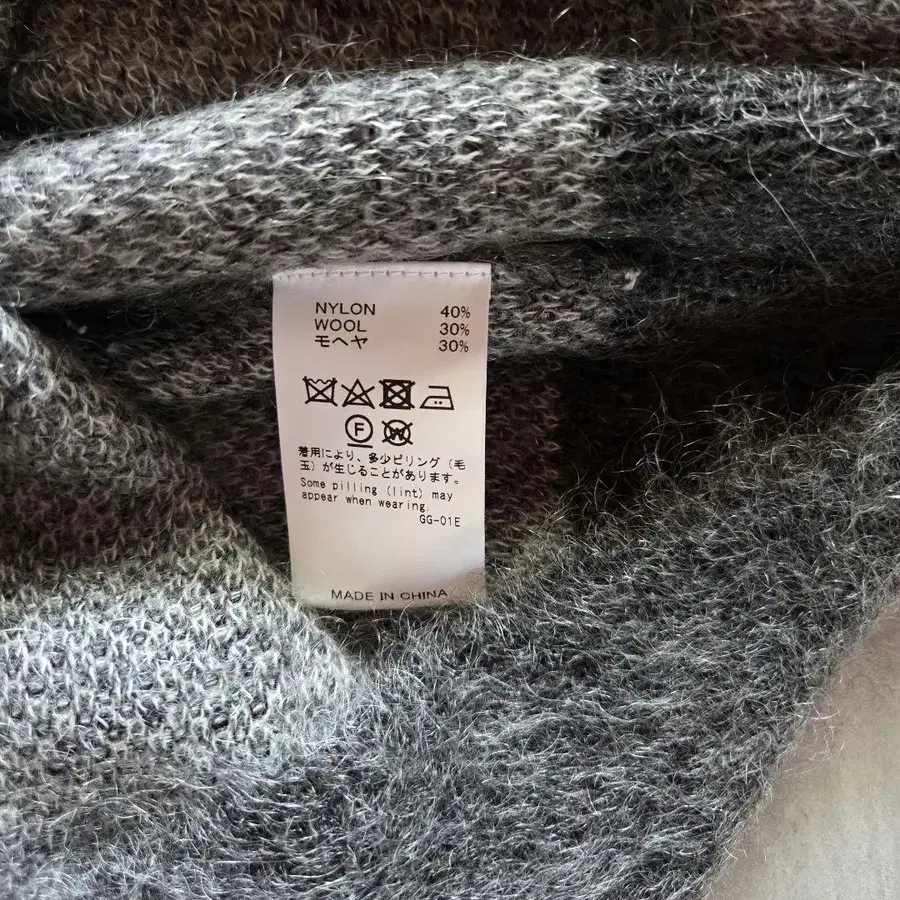 NYLON 40%
WOOL 30%
モヘヤ 30%
F W
着用により、多少ピリング(毛
玉)が生じることがあります。
Some pilling (lint) may
appear when wearing.
GG-01E
MADE IN CHINA